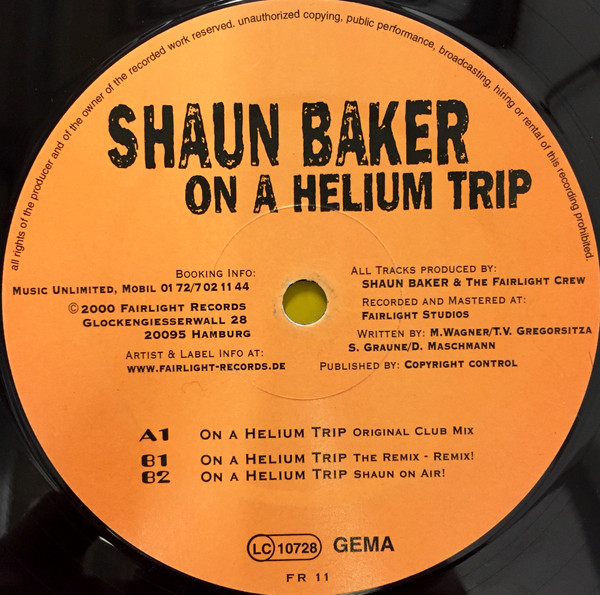 all rights of the producer and of the owner of the recorded work reserved. unauthorized copying, public performance, broadcasting, hiring or rental of this recording prohibited.
SHAUN BAKER
ON A HELIUM TRIP
Booking Info:
Music Unlimited, Mobil 01 72/7 02 11 44
©2000 Fairlight Records
Glockengiesserwall 28
20095 Hamburg
Artist & Label Info at:
www.fairlight-records.de
All Tracks produced by:
Shaun Baker & The Fairlight Crew
Recorded and Mastered at:
Fairlight Studios
Written by: M.Wagner/T.V. Gregorsitza
S. Graune/D. Maschmann
Published by: Copyright control
A1 On a Helium Trip Original Club Mix
B1 On a Helium Trip The Remix - Remix!
B2 On a Helium Trip Shaun on Air!
LC 10728 GEMA
FR 11